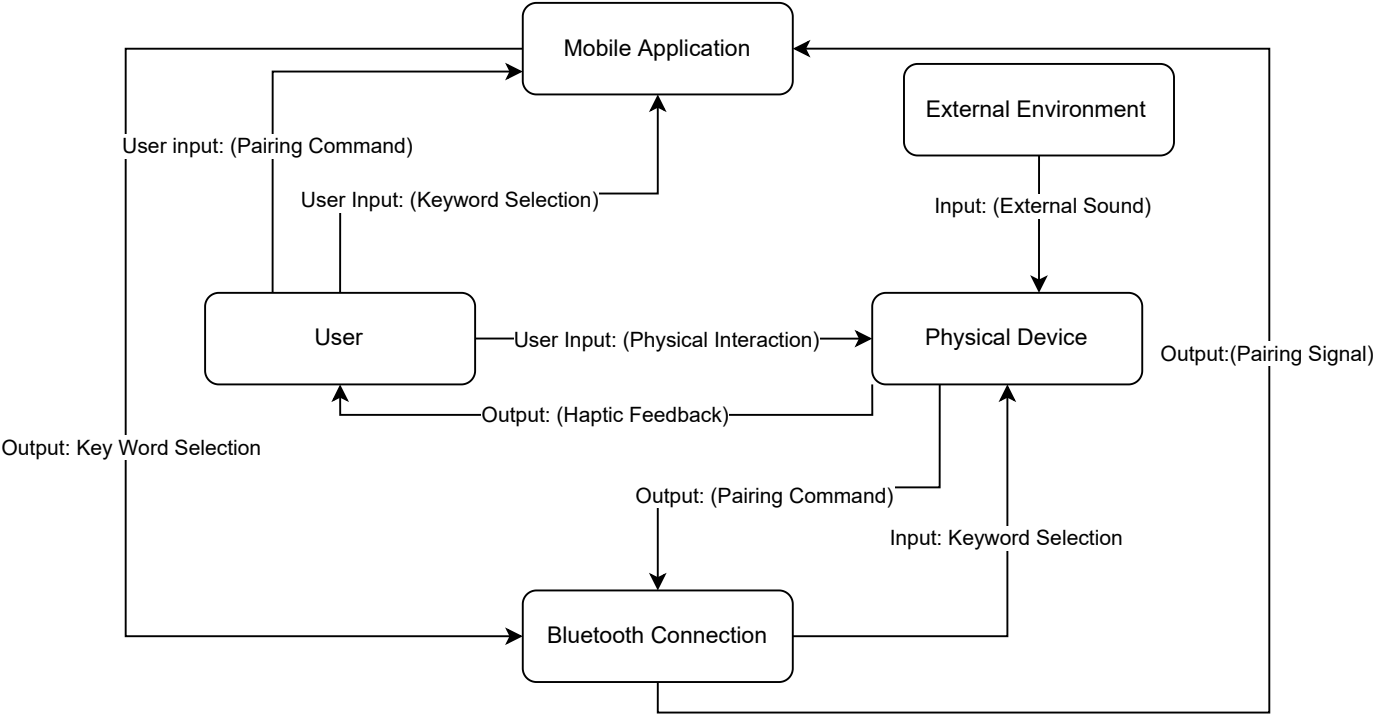 Mobile Application
External Environment
User input: (Pairing Command)
User Input: (Keyword Selection)
Input: (External Sound)
User
User Input: (Physical Interaction)
Physical Device
Output:(Pairing Signal)
Output: (Haptic Feedback)
Output: Key Word Selection
Output: (Pairing Command)
Input: Keyword Selection
Bluetooth Connection